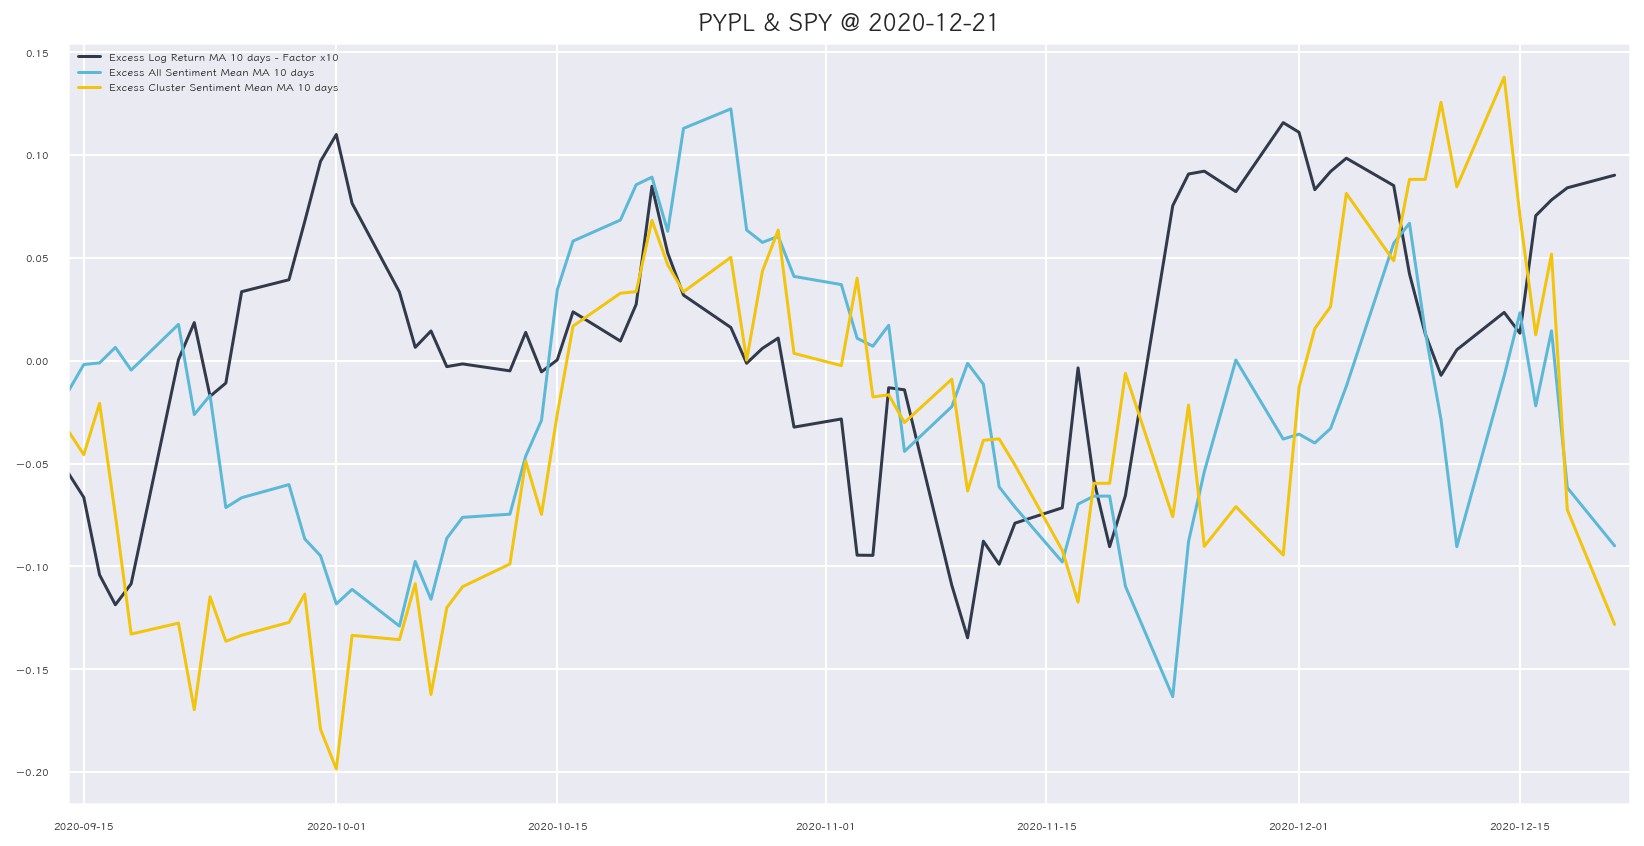 PYPL & SPY @ 2020-12-21
Excess Log Return MA 10 days - Factor x10
Excess All Sentiment Mean MA 10 days
Excess Cluster Sentiment Mean MA 10 days
0.15
0.10
0.05
0.00
−0.05
−0.10
−0.15
−0.20
2020-09-15 2020-10-01 2020-10-15 2020-11-01 2020-11-15 2020-12-01 2020-12-15